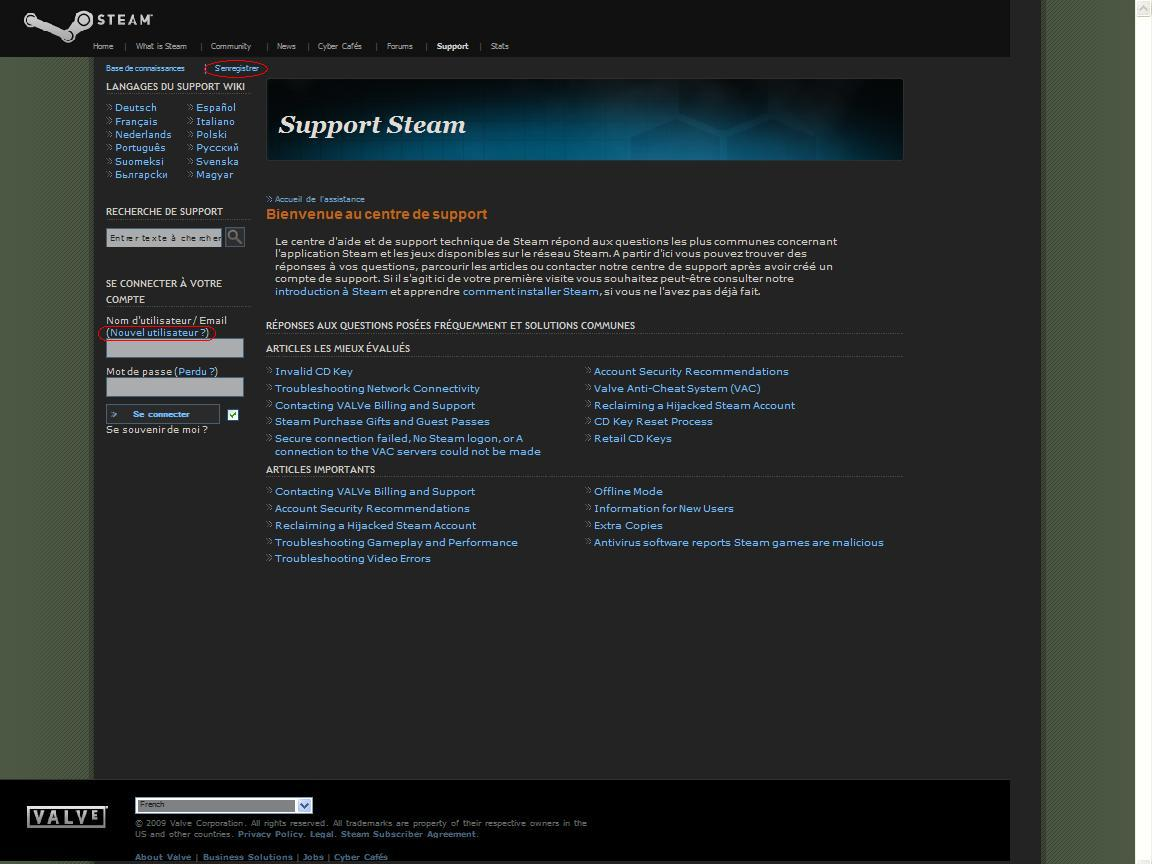 STEAM™
Home | What is Steam | Community | News | Cyber Cafés | Forums | Support | Stats
Base de connaissances | S'enregistrer
LANGAGES DU SUPPORT WIKI
Deutsch Español
Français Italiano
Nederlands Polski
Português Русский
Suomeksi Svenska
Български Magyar
RECHERCHE DE SUPPORT
Entrer texte à chercher
SE CONNECTER À VOTRE
COMPTE
Nom d'utilisateur / Email
(Nouvel utilisateur ?)
Mot de passe (Perdu ?)
Se connecter
Se souvenir de moi ?
Support Steam
Accueil de l'assistance
Bienvenue au centre de support
Le centre d'aide et de support technique de Steam répond aux questions les plus communes concernant
l'application Steam et les jeux disponibles sur le réseau Steam. A partir d'ici vous pouvez trouver des
réponses à vos questions, parcourir les articles ou contacter notre centre de support après avoir créé un
compte de support. Si il s'agit ici de votre première visite vous souhaitez peut-être consulter notre
introduction à Steam et apprendre comment installer Steam, si vous ne l'avez pas déjà fait.
RÉPONSES AUX QUESTIONS POSÉES FRÉQUEMMENT ET SOLUTIONS COMMUNES
ARTICLES LES MIEUX ÉVALUÉS
Invalid CD Key
Troubleshooting Network Connectivity
Contacting VALVe Billing and Support
Steam Purchase Gifts and Guest Passes
Secure connection failed, No Steam logon, or A
connection to the VAC servers could not be made
Account Security Recommendations
Valve Anti-Cheat System (VAC)
Reclaiming a Hijacked Steam Account
CD Key Reset Process
Retail CD Keys
ARTICLES IMPORTANTS
Contacting VALVe Billing and Support
Account Security Recommendations
Reclaiming a Hijacked Steam Account
Troubleshooting Gameplay and Performance
Troubleshooting Video Errors
Offline Mode
Information for New Users
Extra Copies
Antivirus software reports Steam games are malicious
VALVE
French
© 2009 Valve Corporation. All rights reserved. All trademarks are property of their respective owners in the
US and other countries. Privacy Policy. Legal. Steam Subscriber Agreement.
About Valve | Business Solutions | Jobs | Cyber Cafés